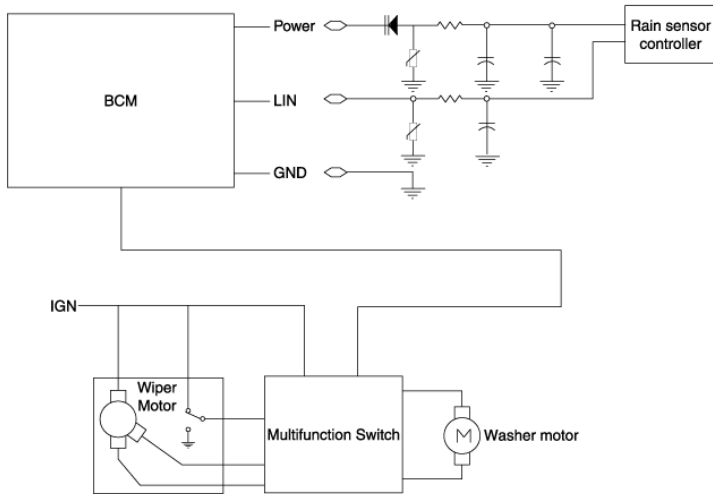 Power
Rain sensor
controller
BCM
LIN
GND
IGN
Wiper
Motor
Multifunction Switch
M
Washer motor